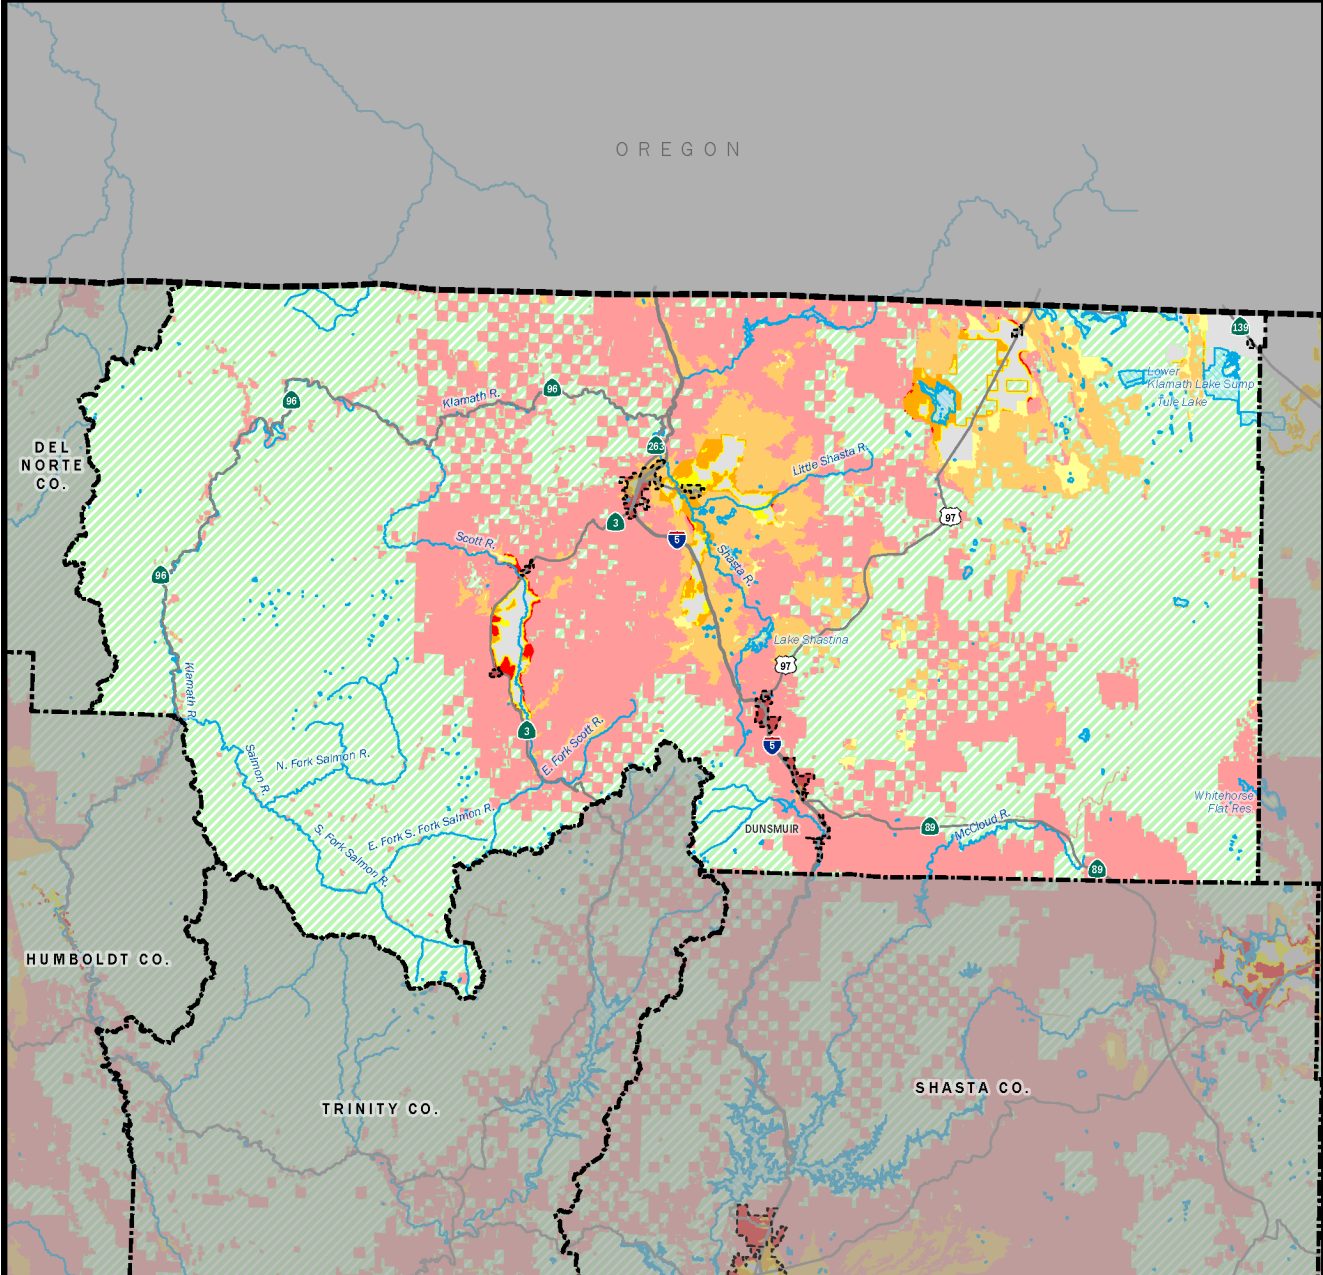 OREGON
139
Lower
Klamath Lake Sump
Tule Lake
96
96
Klamath R.
263
DEL
NORTE
CO.
Little Shasta R.
3
97
5
Scott R.
Shasta R.
96
Lake Shastina
97
Klamath R.
3
E. Fork Scott R.
5
N. Fork Salmon R.
Salmon R.
Whitehorse
Flat Res.
E. Fork S. Fork Salmon R.
S. Fork Salmon R.
DUNSMUIR
89
McCloud R.
89
HUMBOLDT CO.
SHASTA CO.
TRINITY CO.